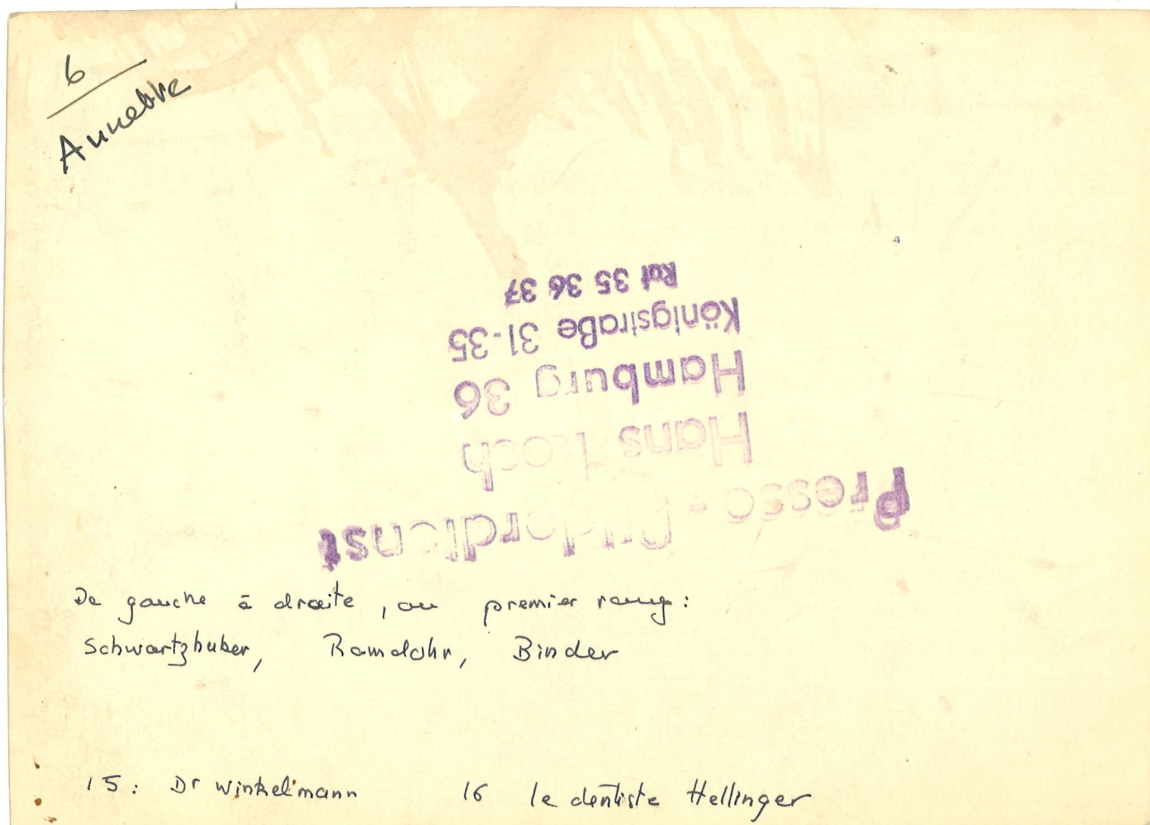 6
Annette
Presse-Bilderdienst
Hans Koch
Hamburg 36
Königstraße 31-35
Ruf 35 36 37
De gauche à droite, au premier rang:
Schwartzhuber, Ramdohr, Binder
15: Dr Winkelmann 16 le dentiste Hellinger